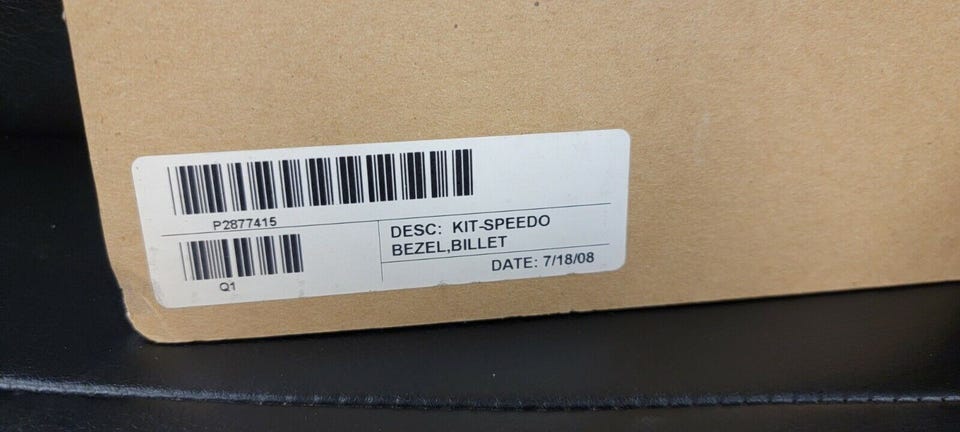 P2877415
Q1
DESC: KIT-SPEEDO
BEZEL,BILLET
DATE: 7/18/08